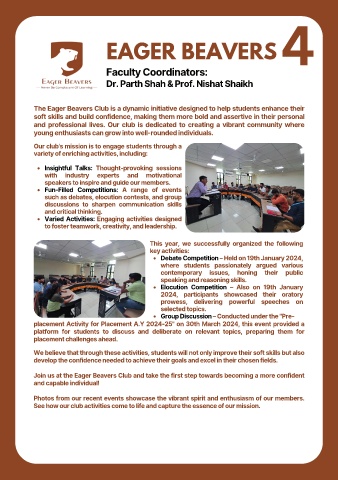 EAGER BEAVERS 4
EAGER BEAVERS
Faculty Coordinators:
Dr. Parth Shah & Prof. Nishat Shaikh
The Eager Beavers Club is a dynamic initiative designed to help students enhance their
soft skills and build confidence, making them more bold and assertive in their personal
and professional lives. Our club is dedicated to creating a vibrant community where
young enthusiasts can grow into well-rounded individuals.
Our club's mission is to engage students through a
variety of enriching activities, including:
• Insightful Talks: Thought-provoking sessions
with industry experts and motivational
speakers to inspire and guide our members.
• Fun-Filled Competitions: A range of events
such as debates, elocution contests, and group
discussions to sharpen communication skills
and critical thinking.
• Varied Activities: Engaging activities designed
to foster teamwork, creativity, and leadership.
This year, we successfully organized the following
key activities:
• Debate Competition – Held on 19th January 2024,
where students passionately argued various
contemporary issues, honing their public
speaking and reasoning skills.
• Elocution Competition – Also on 19th January
2024, participants showcased their oratory
prowess, delivering powerful speeches on
selected topics.
• Group Discussion – Conducted under the "Pre-
placement Activity for Placement A.Y 2024-25" on 30th March 2024, this event provided a
platform for students to discuss and deliberate on relevant topics, preparing them for
placement challenges ahead.
We believe that through these activities, students will not only improve their soft skills but also
develop the confidence needed to achieve their goals and excel in their chosen fields.
Join us at the Eager Beavers Club and take the first step towards becoming a more confident
and capable individual!
Photos from our recent events showcase the vibrant spirit and enthusiasm of our members.
See how our club activities come to life and capture the essence of our mission.